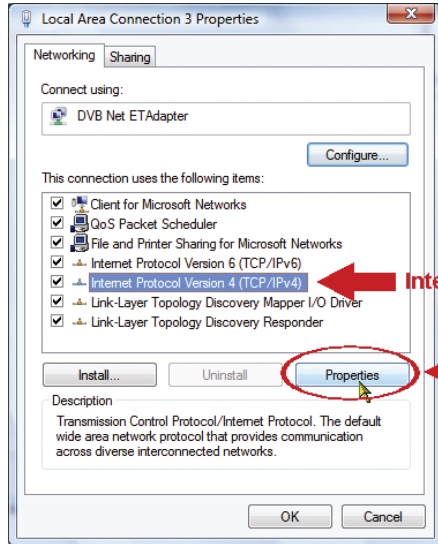 Local Area Connection 3 Properties
Networking
Sharing
Connect using:
DVB Net ETAdapter
Configure...
This connection uses the following items:
Client for Microsoft Networks
QoS Packet Scheduler
File and Printer Sharing for Microsoft Networks
Internet Protocol Version 6 (TCP/IPv6)
Internet Protocol Version 4 (TCP/IPv4)
Inte
Link-Layer Topology Discovery Mapper I/O Driver
Link-Layer Topology Discovery Responder
Install...
Uninstall
Properties
Description
Transmission Control Protocol/Internet Protocol. The default
wide area network protocol that provides communication
across diverse interconnected networks.
OK
Cancel